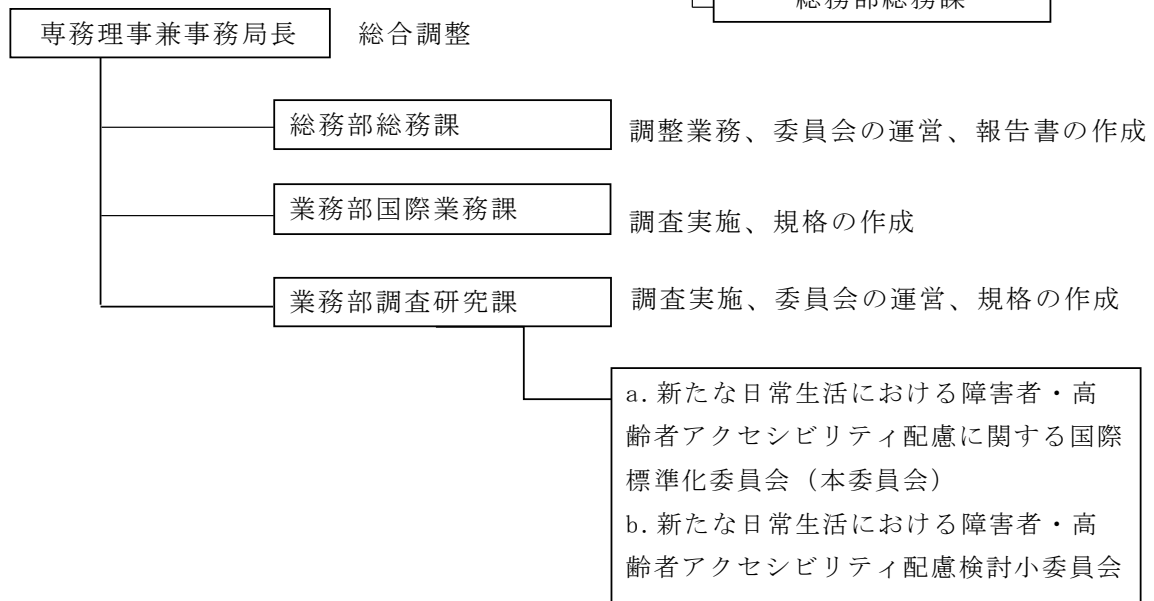 総務部総務課
専務理事兼事務局長 総合調整
総務部総務課 調整業務、委員会の運営、報告書の作成
業務部国際業務課 調査実施、規格の作成
業務部調査研究課 調査実施、委員会の運営、規格の作成
a.新たな日常生活における障害者・高
齢者アクセシビリティ配慮に関する国際
標準化委員会（本委員会）
b.新たな日常生活における障害者・高
齢者アクセシビリティ配慮検討小委員会